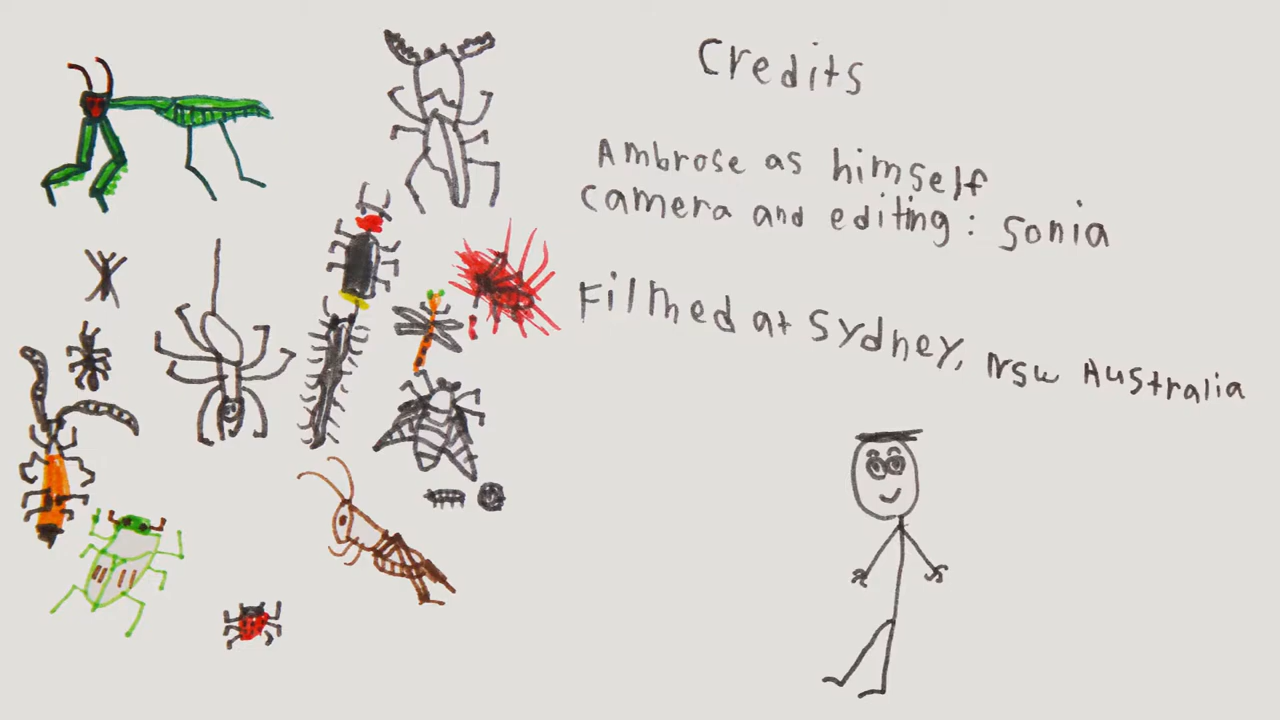 Credits
Ambrose as himself
camera and editing: Sonia
Filmed at Sydney, NSW Australia